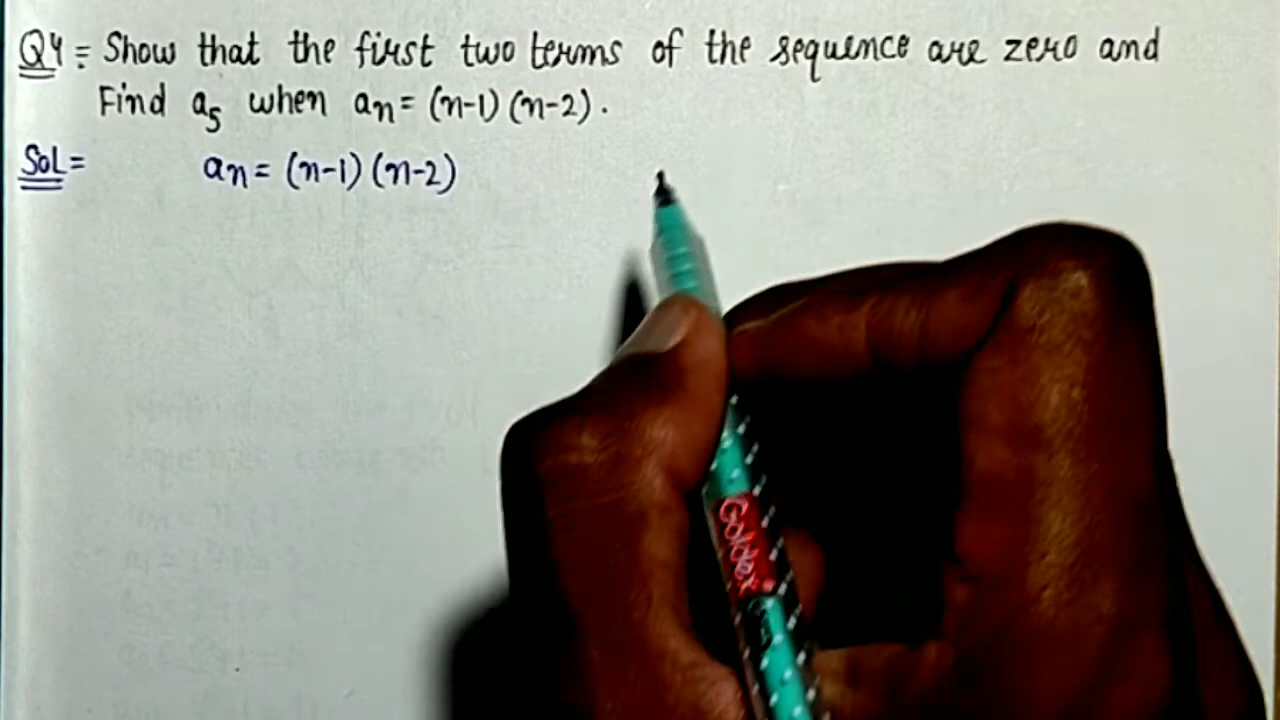 Q4= Show that the first two terms of the sequence are zero and
Find a₅ when aₙ = (n-1) (n-2).
SoL= aₙ = (n-1) (n-2)
Goldex